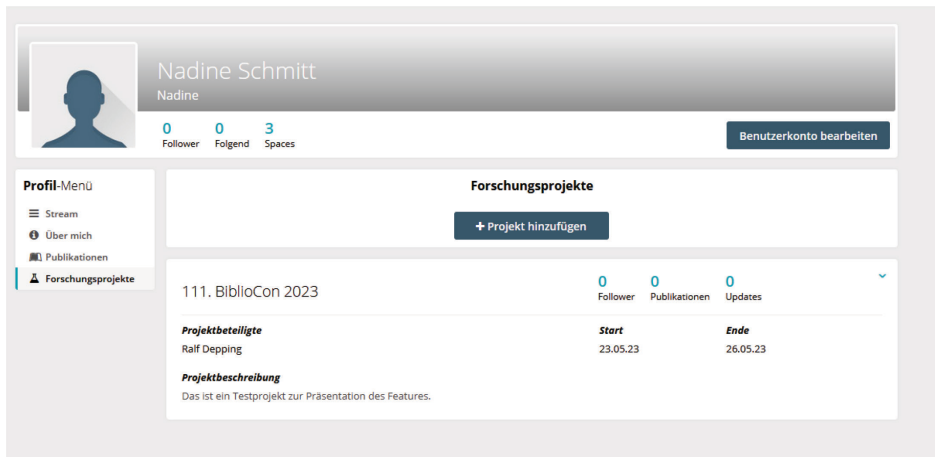 Nadine Schmitt
Nadine
0 0 3
Follower Folgend Spaces
Benutzerkonto bearbeiten
Profil-Menü
Stream
Über mich
Publikationen
Forschungsprojekte
Forschungsprojekte
+ Projekt hinzufügen
111. BiblioCon 2023
0 0 0
Follower Publikationen Updates
Projektbeteiligte Start Ende
Ralf Depping 23.05.23 26.05.23
Projektbeschreibung
Das ist ein Testprojekt zur Präsentation des Features.